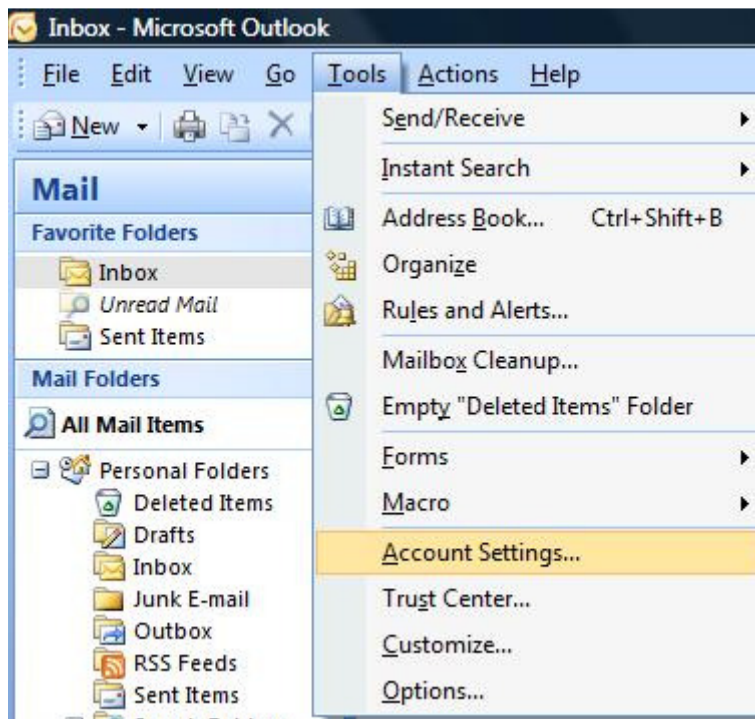 Inbox - Microsoft Outlook
File Edit View Go Tools Actions Help
New
Mail
Favorite Folders
Inbox
Unread Mail
Sent Items
Mail Folders
All Mail Items
Personal Folders
Deleted Items
Drafts
Inbox
Junk E-mail
Outbox
RSS Feeds
Sent Items
Send/Receive
Instant Search
Address Book... Ctrl+Shift+B
Organize
Rules and Alerts...
Mailbox Cleanup...
Empty "Deleted Items" Folder
Forms
Macro
Account Settings...
Trust Center...
Customize...
Options...